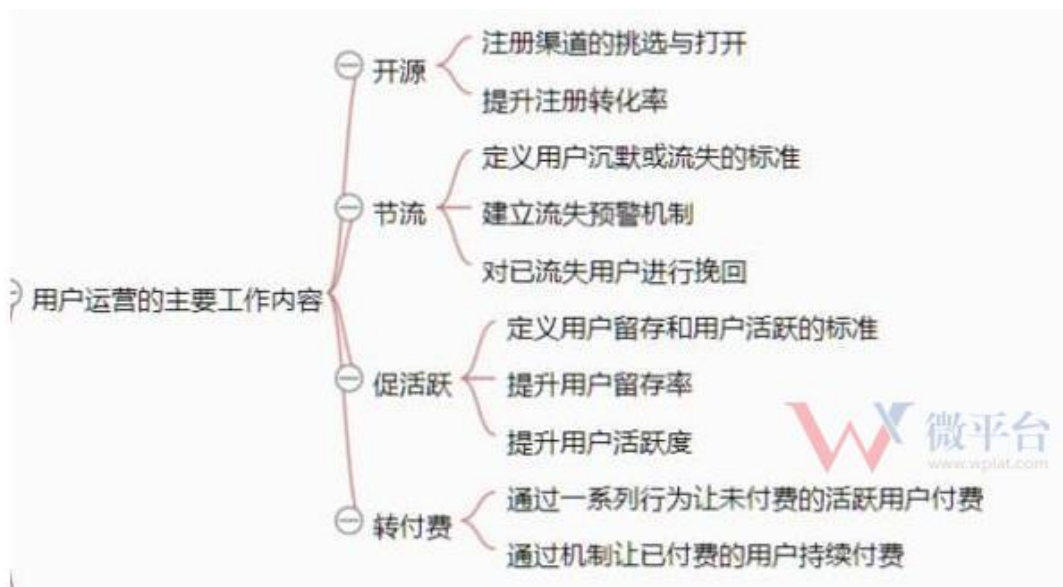 开源
注册渠道的挑选与打开
提升注册转化率
节流
定义用户沉默或流失的标准
建立流失预警机制
对已流失用户进行挽回
用户运营的主要工作内容
促活跃
定义用户留存和用户活跃的标准
提升用户留存率
提升用户活跃度
微平台
www.wplat.com
转付费
通过一系列行为让未付费的活跃用户付费
通过机制让已付费的用户持续付费